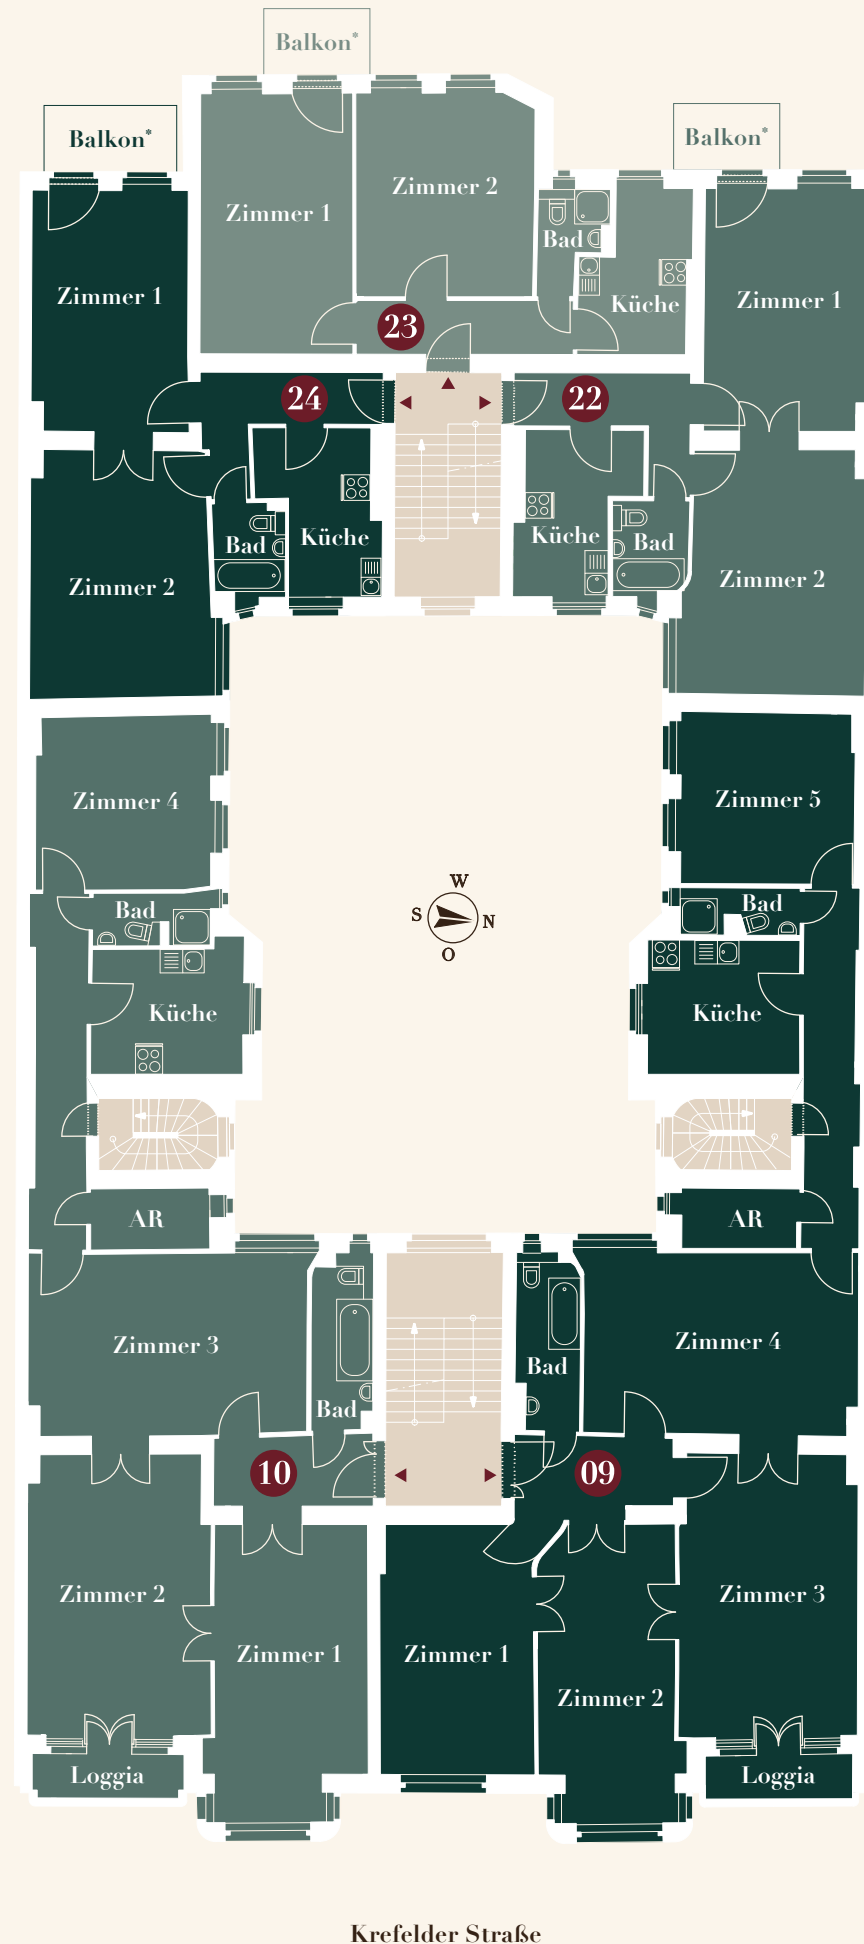 Balkon*
Balkon*
Balkon*
Zimmer 2
Zimmer 1
Bad
Zimmer 1
Küche
Zimmer 1
23
24
22
Küche
Küche
Bad
Bad
Zimmer 2
Zimmer 2
Zimmer 4
Zimmer 5
W
S
N
O
Bad
Bad
Küche
Küche
AR
AR
Zimmer 3
Zimmer 4
Bad
Bad
10
09
Zimmer 2
Zimmer 3
Zimmer 1
Zimmer 1
Zimmer 2
Loggia
Loggia
Krefelder Straße